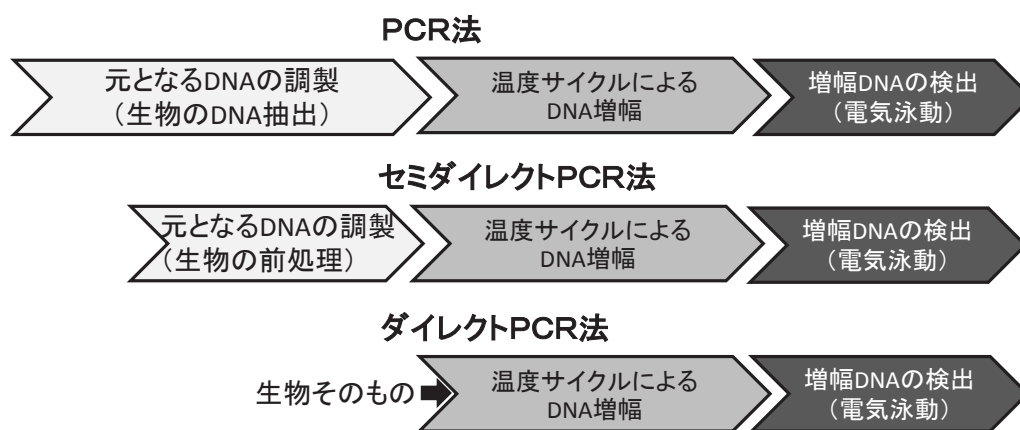 PCR法
元となるDNAの調製
(生物のDNA抽出)
温度サイクルによる
DNA増幅
増幅DNAの検出
(電気泳動)
セミダイレクトPCR法
元となるDNAの調製
(生物の前処理)
温度サイクルによる
DNA増幅
増幅DNAの検出
(電気泳動)
ダイレクトPCR法
生物そのもの
温度サイクルによる
DNA増幅
増幅DNAの検出
(電気泳動)